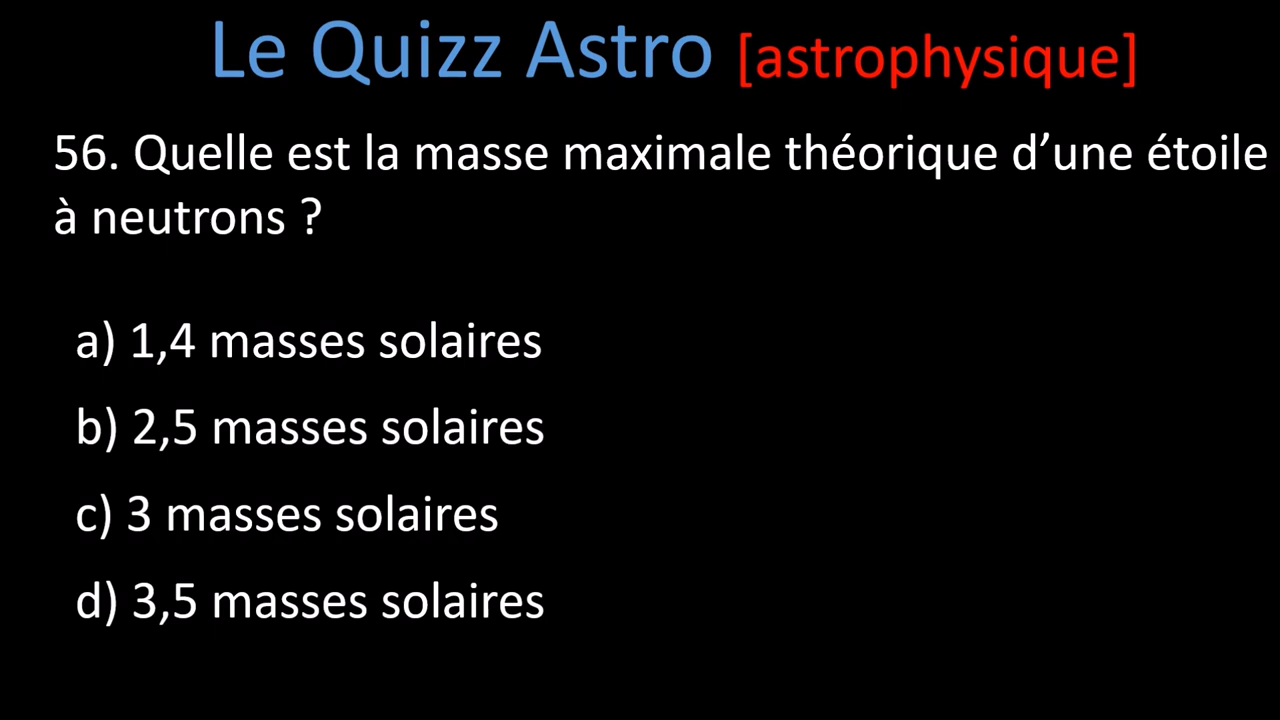 Le Quizz Astro [astrophysique]
56. Quelle est la masse maximale théorique d’une étoile
à neutrons ?
a) 1,4 masses solaires
b) 2,5 masses solaires
c) 3 masses solaires
d) 3,5 masses solaires